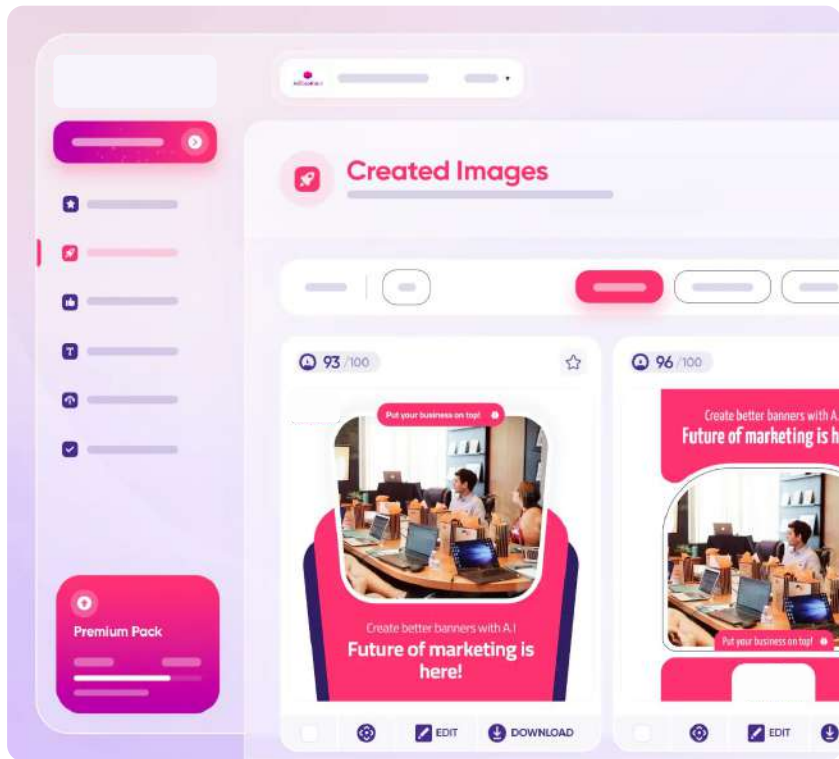 Created Images
93 /100
Put your business on top!
Create better banners with A.I
Future of marketing is
here!
EDIT
DOWNLOAD
96 /100
Create better banners with A.
Future of marketing is h
Put your business on top!
EDIT
Premium Pack